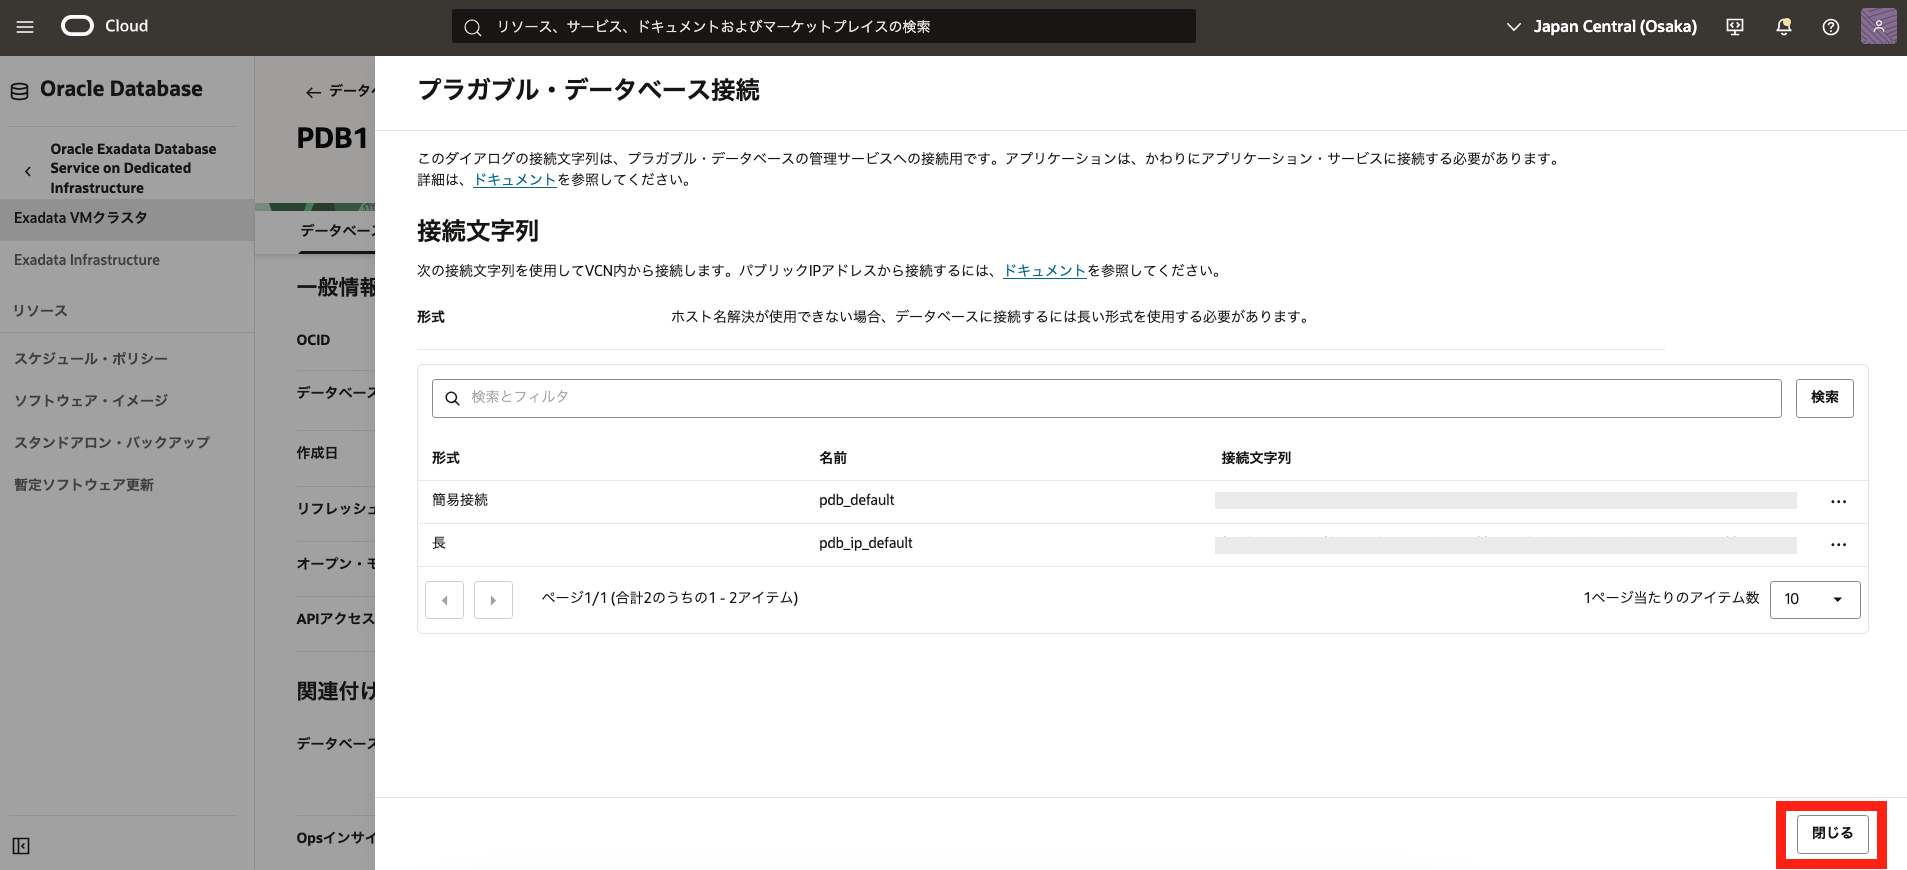 Cloud
リソース、サービス、ドキュメントおよびマーケットプレイスの検索
Japan Central (Osaka)
Oracle Database
Oracle Exadata Database
Service on Dedicated
Infrastructure
Exadata VMクラスタ
Exadata Infrastructure
リソース
スケジュール・ポリシー
ソフトウェア・イメージ
スタンドアロン・バックアップ
暫定ソフトウェア更新
← データベ
PDB1
データベース
一般情報
OCID
データベース
作成日
リフレッシュ
オープン・モ
APIアクセス
関連付け
データベース
Opsインサイ
プラガブル・データベース接続
このダイアログの接続文字列は、プラガブル・データベースの管理サービスへの接続用です。アプリケーションは、かわりにアプリケーション・サービスに接続する必要があります。
詳細は、ドキュメントを参照してください。
接続文字列
次の接続文字列を使用してVCN内から接続します。パブリックIPアドレスから接続するには、ドキュメントを参照してください。
形式 ホスト名解決が使用できない場合、データベースに接続するには長い形式を使用する必要があります。
検索とフィルタ
検索
形式 名前 接続文字列
簡易接続 pdb_default
長 pdb_ip_default
ページ1/1 (合計2のうちの1 - 2アイテム)
1ページ当たりのアイテム数 10
閉じる